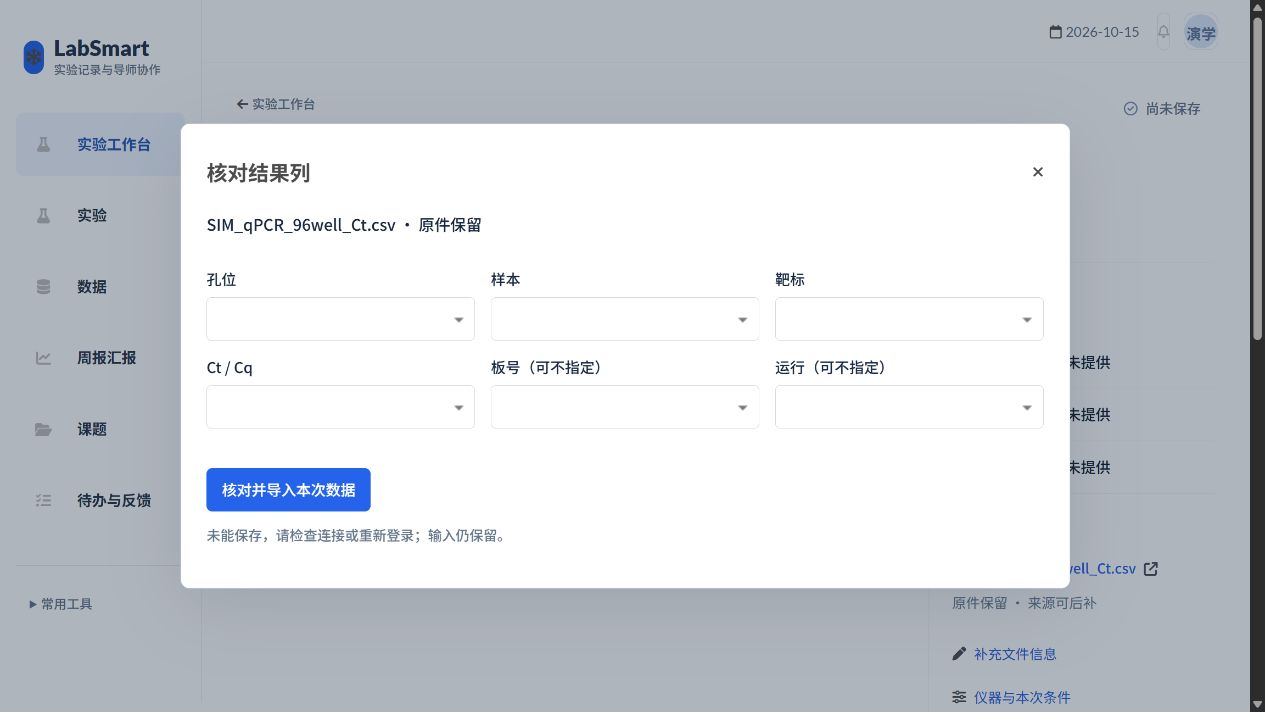 LabSmart
实验记录与导师协作
2026-10-15
演学
实验工作台
实验
数据
周报汇报
课题
待办与反馈
常用工具
实验工作台
尚未保存
核对结果列
×
SIM_qPCR_96well_Ct.csv · 原件保留
孔位
样本
靶标
Ct / Cq
板号（可不指定）
运行（可不指定）
核对并导入本次数据
未能保存，请检查连接或重新登录；输入仍保留。
未提供
未提供
未提供
well_Ct.csv
原件保留 · 来源可后补
补充文件信息
仪器与本次条件